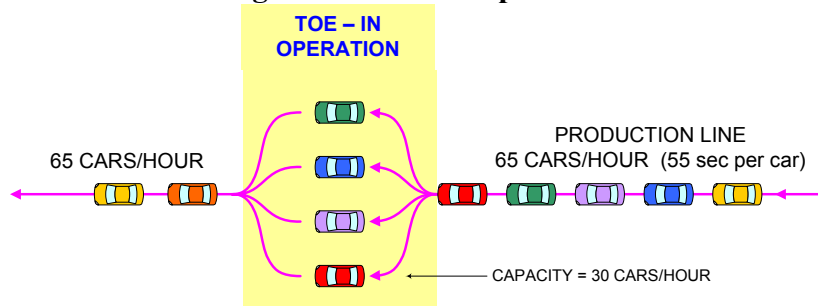 TOE – IN
OPERATION
65 CARS/HOUR
PRODUCTION LINE
65 CARS/HOUR (55 sec per car)
CAPACITY = 30 CARS/HOUR